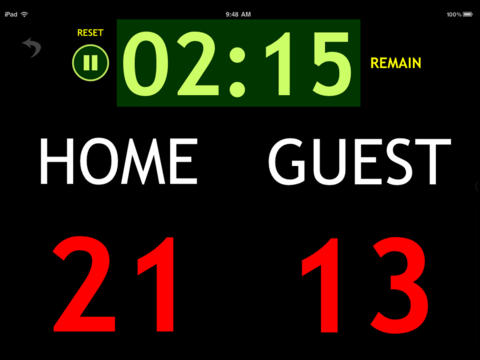 iPad 9:48 AM 100%
RESET
02:15 REMAIN
HOME GUEST
21 13